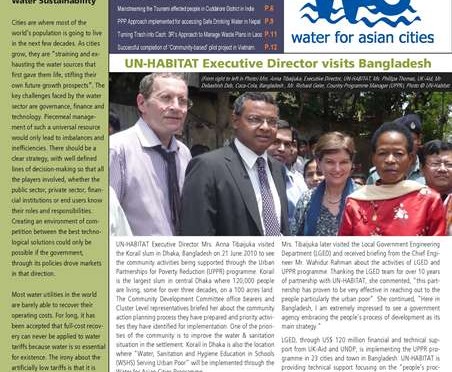 Water Sustainability
Cities are where most of the
world's population is going to live
in the next few decades. As cities
grow, they are "straining and ex-
hausting the water sources that
first gave them life, stifling their
own future growth prospects". The
key challenges faced by the water
sector are governance, finance and
technology. Piecemeal manage-
ment of such a universal resource
would only lead to imbalances and
inefficiencies. There should be a
clear strategy, with well defined
lines of decision-making so that all
the players involved, whether the
public sector, private sector, finan-
cial institutions or end users know
their roles and responsibilities.
Creating an environment of com-
petition between the best techno-
logical solutions could only be
possible if the government,
through its policies drove markets
in that direction.
Most water utilities in the world
are barely able to recover their
operating costs. For long, it has
been accepted that full-cost recov-
ery can never be applied to water
tariffs because water is so essential
for existence. The irony about the
artificially low tariffs is that it is
Mainstreaming the Tsunami effected people in Cuddalore District in India P.6
PPP Approach implemented for accessing Safe Drinking Water in Nepal P.9
Turning Trash into Cash: 3R's Approach to Manage Waste Plans in Laos P.11
Successful completion of "Community-based" pilot project in Vietnam P.12
water for asian cities
UN-HABITAT Executive Director visits Bangladesh
(From right to left in Photo) Mrs. Anna Tibaijuka, Executive Director, UN-HABITAT, Ms. Phillipa Thomas, UK-Aid, Mr.
Debashish Deb, Coca-Cola, Bangladesh, Mr. Richard Geier, Country Programme Manager (UPPR). Photo @ UN-Habitat
UN-HABITAT Executive Director Mrs. Anna Tibaijuka visited
the Korail slum in Dhaka, Bangladesh on 21 June 2010 to see
the community activities being supported through the Urban
Partnerships for Poverty Reduction (UPPR) programme. Korail
is the largest slum in central Dhaka where 120,000 people
are living, some for over three decades, on a 100 acres land.
The Community Development Committee office bearers and
Cluster Level representatives briefed her about the community
action planning process they have prepared and priority activi-
ties they have identified for implementation. One of the priori-
ties of the community is to improve the water & sanitation
situation in the settlement. Korail in Dhaka is also the location
where "Water, Sanitation and Hygiene Education in Schools
(WSHS) Serving Urban Poor" will be implemented through the
Water for Asian Cities Programme.
Mrs. Tibaijuka later visited the Local Government Engineering
Department (LGED) and received briefing from the Chief Engi-
neer Mr. Wahidur Rahman about the activities of LGED and
UPPR programme. Thanking the LGED team for over 10 years
of partnership with UN-HABITAT, she commented, "this part-
nership has proven to be very effective in reaching out to the
people particularly the urban poor". She continued, "Here in
Bangladesh, I am extremely impressed to see a government
agency embracing the people's process of development as its
main strategy."
LGED, through US$ 120 million financial and technical sup-
port from UK-Aid and UNDP, is implementing the UPPR pro-
gramme in 23 cities and town in Bangladesh. UN-HABITAT is
providing technical support focusing on the "people's proc-